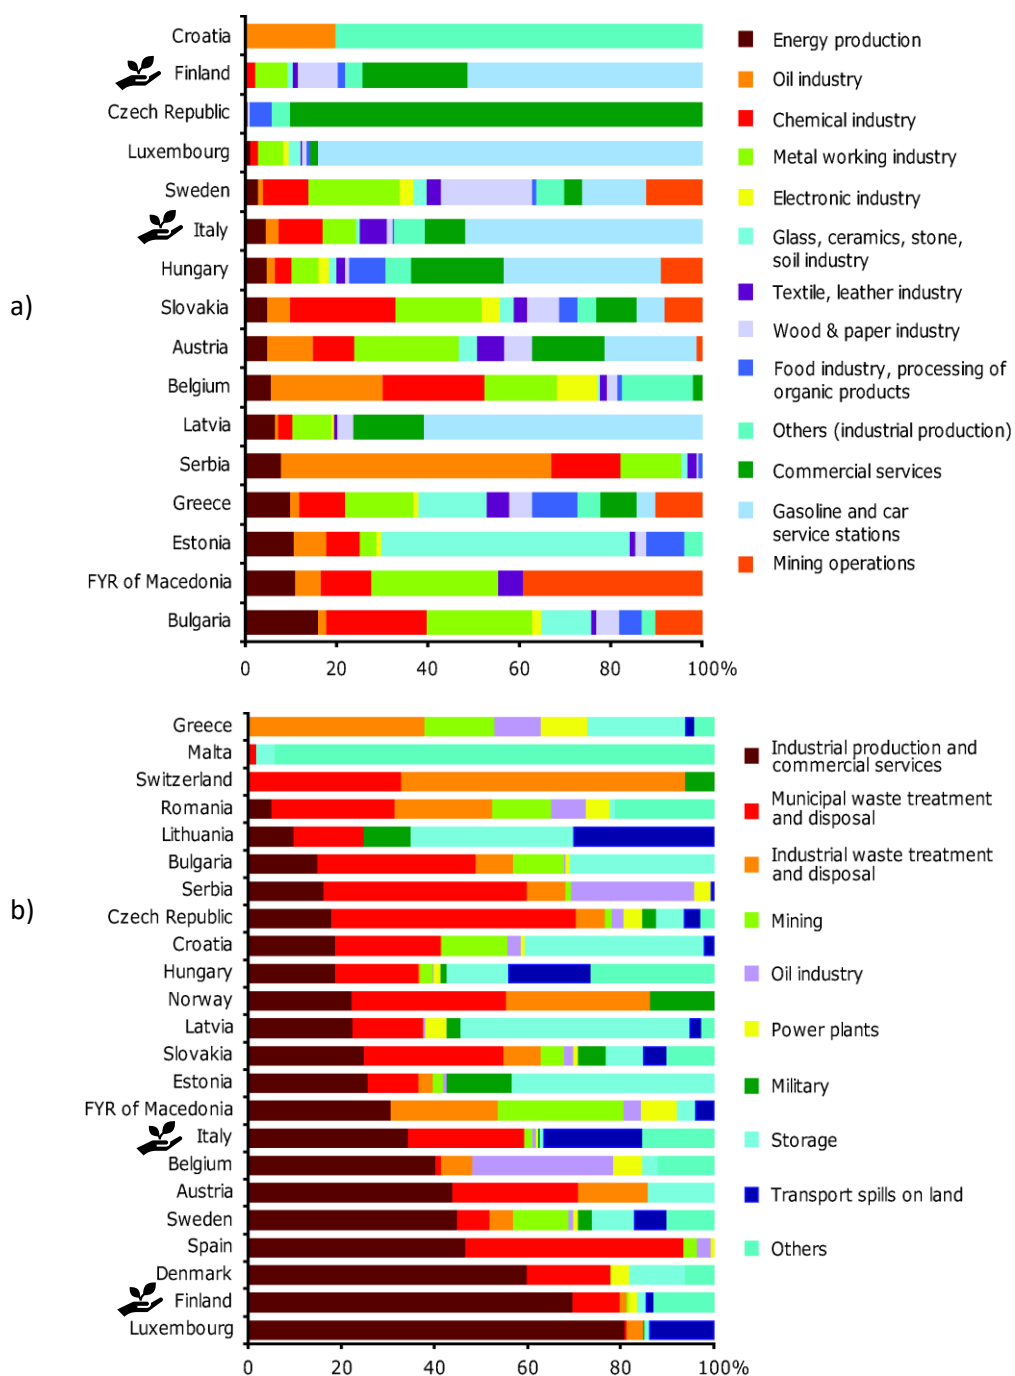 a)
Croatia
Finland
Czech Republic
Luxembourg
Sweden
Italy
Hungary
Slovakia
Austria
Belgium
Latvia
Serbia
Greece
Estonia
FYR of Macedonia
Bulgaria
0 20 40 60 80 100%
Energy production
Oil industry
Chemical industry
Metal working industry
Electronic industry
Glass, ceramics, stone,
soil industry
Textile, leather industry
Wood & paper industry
Food industry, processing of
organic products
Others (industrial production)
Commercial services
Gasoline and car
service stations
Mining operations
b)
Greece
Malta
Switzerland
Romania
Lithuania
Bulgaria
Serbia
Czech Republic
Croatia
Hungary
Norway
Latvia
Slovakia
Estonia
FYR of Macedonia
Italy
Belgium
Austria
Sweden
Spain
Denmark
Finland
Luxembourg
0 20 40 60 80 100%
Industrial production and
commercial services
Municipal waste treatment
and disposal
Industrial waste treatment
and disposal
Mining
Oil industry
Power plants
Military
Storage
Transport spills on land
Others